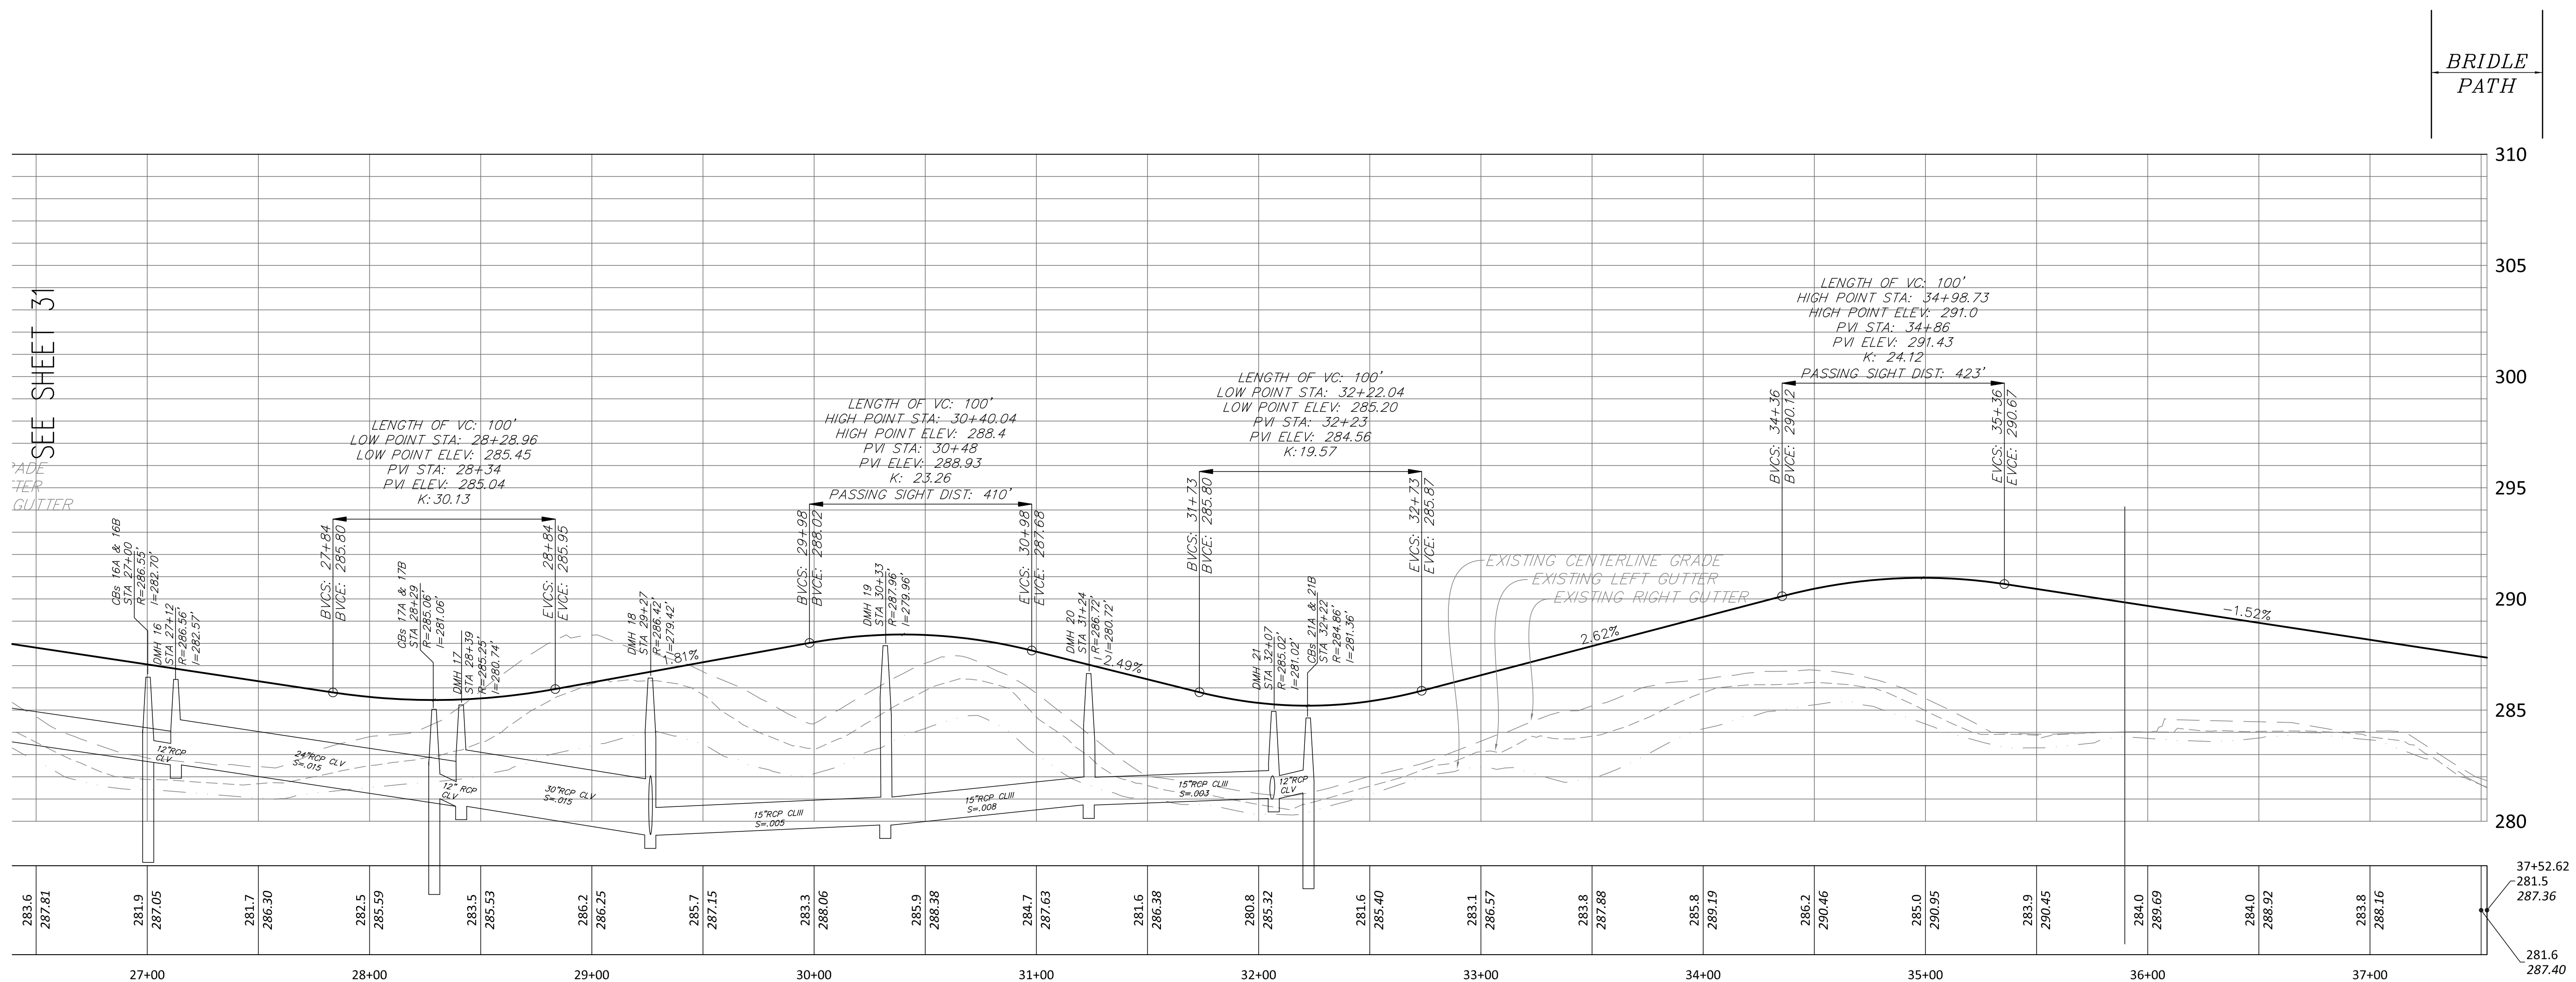 BRIDLE
PATH
310
305
300
295
290
285
280
SEE SHEET 31
GUTTER
CBs 16A & 16B
STA 27+00
R=286.55'
I=282.70'
DMH 16
STA 27+12
R=286.56'
I=282.57'
12"RCP
CLV
24"RCP CLV
S=.015
LENGTH OF VC: 100'
LOW POINT STA: 28+28.96
LOW POINT ELEV: 285.45
PVI STA: 28+34
PVI ELEV: 285.04
K: 30.13
BVCS: 27+84
BVCE: 285.80
EVCS: 28+84
EVCE: 285.95
CBs 17A & 17B
STA 28+29
R=285.06'
I=281.06'
DMH 17
STA 28+39
R=285.25'
I=280.74'
12" RCP
CLV
30"RCP CLV
S=.015
DMH 18
STA 29+27
R=286.42'
I=279.42'
1.81%
15"RCP CLIII
S=.005
LENGTH OF VC: 100'
HIGH POINT STA: 30+40.04
HIGH POINT ELEV: 288.4
PVI STA: 30+48
PVI ELEV: 288.93
K: 23.26
PASSING SIGHT DIST: 410'
BVCS: 29+98
BVCE: 288.02
EVCS: 30+98
EVCE: 287.68
DMH 19
STA 30+33
R=287.96'
I=279.96'
15"RCP CLIII
S=.008
DMH 20
STA 31+24
R=286.72'
I=280.72'
-2.49%
15"RCP CLIII
S=.003
LENGTH OF VC: 100'
LOW POINT STA: 32+22.04
LOW POINT ELEV: 285.20
PVI STA: 32+23
PVI ELEV: 284.56
K: 19.57
BVCS: 31+73
BVCE: 285.80
EVCS: 32+73
EVCE: 285.87
DMH 21
STA 32+07
R=285.02'
I=281.02'
CBs 21A & 21B
STA 32+22
R=284.86'
I=281.36'
12"RCP
CLV
EXISTING CENTERLINE GRADE
EXISTING LEFT GUTTER
EXISTING RIGHT GUTTER
2.62%
LENGTH OF VC: 100'
HIGH POINT STA: 34+98.73
HIGH POINT ELEV: 291.0
PVI STA: 34+86
PVI ELEV: 291.43
K: 24.12
PASSING SIGHT DIST: 423'
BVCS: 34+36
BVCE: 290.12
EVCS: 35+36
EVCE: 290.67
-1.52%
283.6
287.81
281.9
287.05
281.7
286.30
282.5
285.59
283.5
285.53
286.2
286.25
285.7
287.15
283.3
288.06
285.9
288.38
284.7
287.63
281.6
286.38
280.8
285.32
281.6
285.40
283.1
286.57
283.8
287.88
285.8
289.19
286.2
290.46
285.0
290.95
283.9
290.45
284.0
289.69
284.0
288.92
283.8
288.16
37+52.62
281.5
287.36
281.6
287.40
27+00
28+00
29+00
30+00
31+00
32+00
33+00
34+00
35+00
36+00
37+00